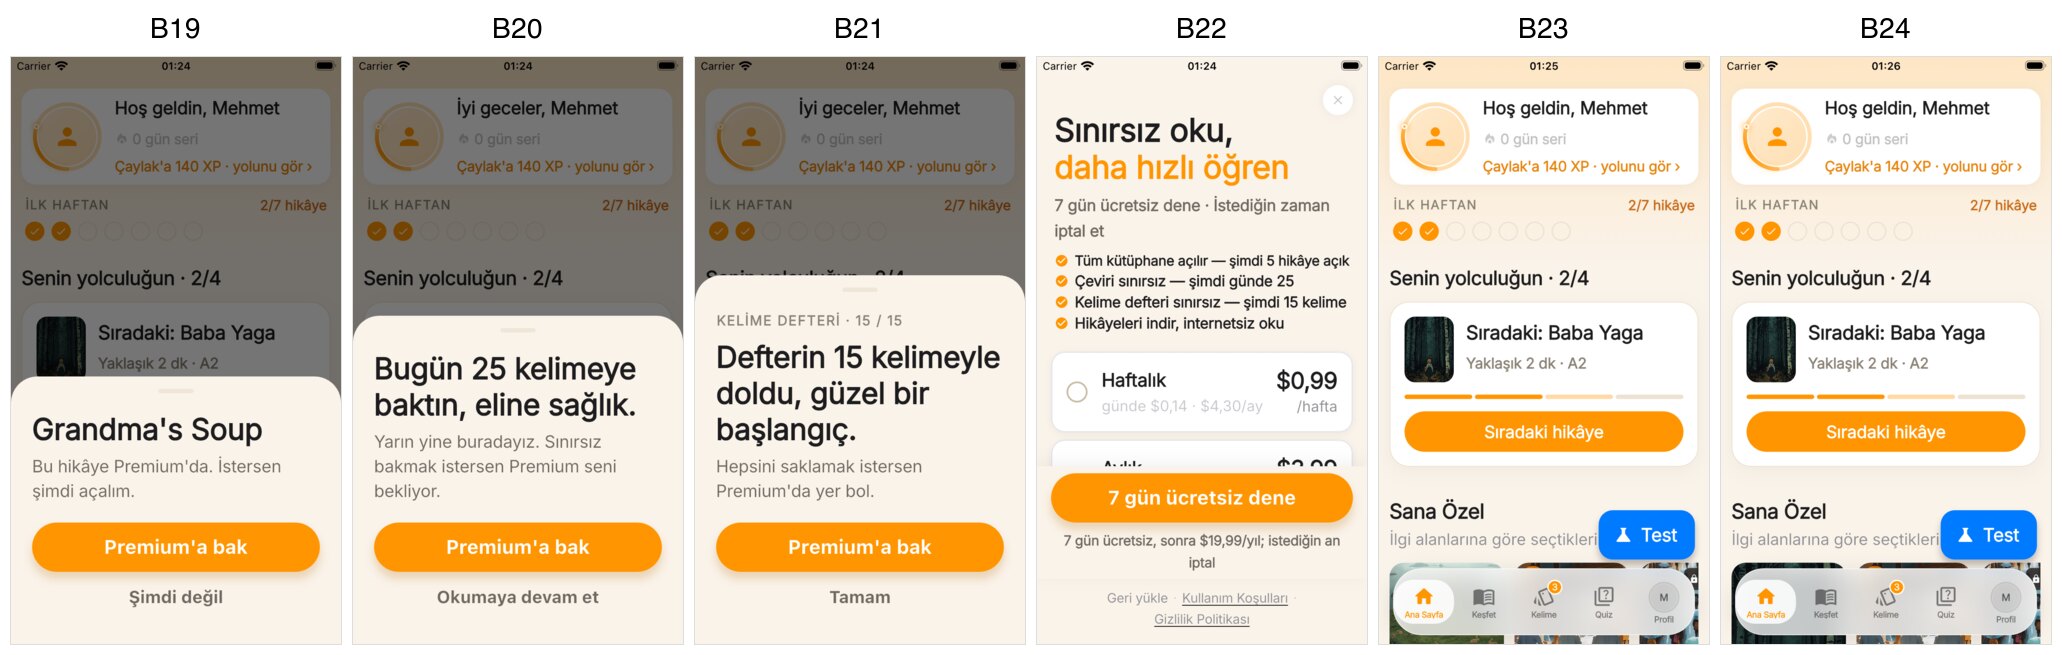 B19
Carrier 01:24
Hoş geldin, Mehmet
0 gün seri
Çaylak'a 140 XP · yolunu gör ›
İLK HAFTAN 2/7 hikâye
Senin yolculuğun · 2/4
Sıradaki: Baba Yaga
Yaklaşık 2 dk · A2
Grandma's Soup
Bu hikâye Premium'da. İstersen
şimdi açalım.
Premium'a bak
Şimdi değil
B20
Carrier 01:24
İyi geceler, Mehmet
0 gün seri
Çaylak'a 140 XP · yolunu gör ›
İLK HAFTAN 2/7 hikâye
Senin yolculuğun · 2/4
Bugün 25 kelimeye
baktın, eline sağlık.
Yarın yine buradayız. Sınırsız
bakmak istersen Premium seni
bekliyor.
Premium'a bak
Okumaya devam et
B21
Carrier 01:24
İyi geceler, Mehmet
0 gün seri
Çaylak'a 140 XP · yolunu gör ›
İLK HAFTAN 2/7 hikâye
KELİME DEFTERİ · 15 / 15
Defterin 15 kelimeyle
doldu, güzel bir
başlangıç.
Hepsini saklamak istersen
Premium'da yer bol.
Premium'a bak
Tamam
B22
Carrier 01:24
Sınırsız oku,
daha hızlı öğren
7 gün ücretsiz dene · İstediğin zaman
iptal et
Tüm kütüphane açılır — şimdi 5 hikâye açık
Çeviri sınırsız — şimdi günde 25
Kelime defteri sınırsız — şimdi 15 kelime
Hikâyeleri indir, internetsiz oku
Haftalık $0,99
günde $0,14 · $4,30/ay /hafta
7 gün ücretsiz dene
7 gün ücretsiz, sonra $19,99/yıl; istediğin an
iptal
Geri yükle · Kullanım Koşulları ·
Gizlilik Politikası
B23
Carrier 01:25
Hoş geldin, Mehmet
0 gün seri
Çaylak'a 140 XP · yolunu gör ›
İLK HAFTAN 2/7 hikâye
Senin yolculuğun · 2/4
Sıradaki: Baba Yaga
Yaklaşık 2 dk · A2
Sıradaki hikâye
Sana Özel
İlgi alanlarına göre seçtikleri
Test
3
M
Ana Sayfa Keşfet Kelime Quiz Profil
B24
Carrier 01:26
Hoş geldin, Mehmet
0 gün seri
Çaylak'a 140 XP · yolunu gör ›
İLK HAFTAN 2/7 hikâye
Senin yolculuğun · 2/4
Sıradaki: Baba Yaga
Yaklaşık 2 dk · A2
Sıradaki hikâye
Sana Özel
İlgi alanlarına göre seçtikleri
Test
3
M
Ana Sayfa Keşfet Kelime Quiz Profil